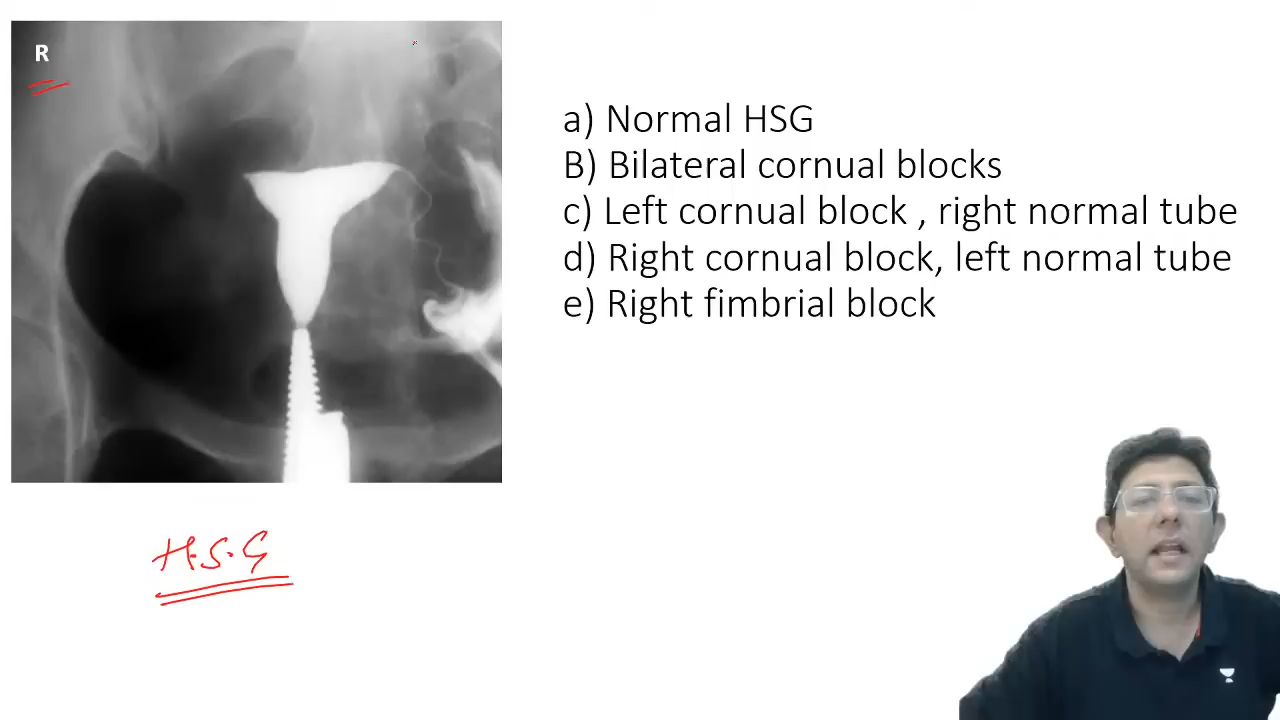 R
a) Normal HSG
B) Bilateral cornual blocks
c) Left cornual block , right normal tube
d) Right cornual block, left normal tube
e) Right fimbrial block
H.S.G